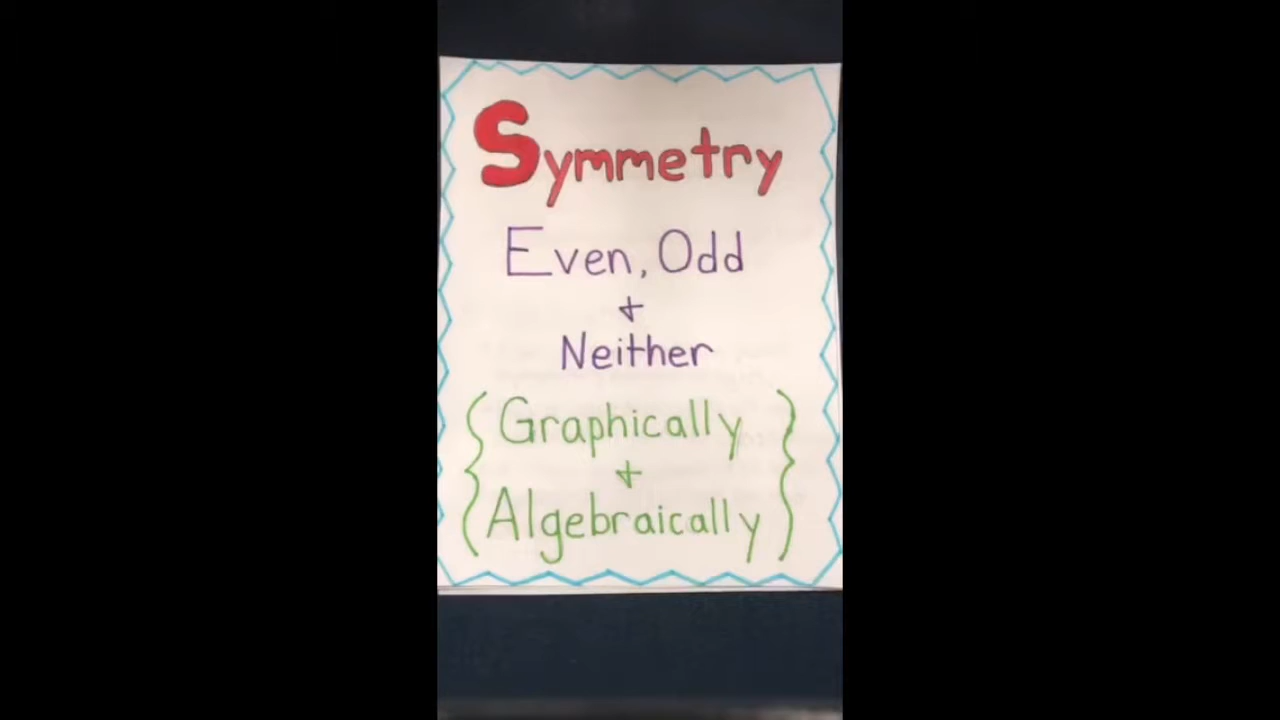 Symmetry
Even, Odd
+
Neither
{ Graphically }
+
Algebraically